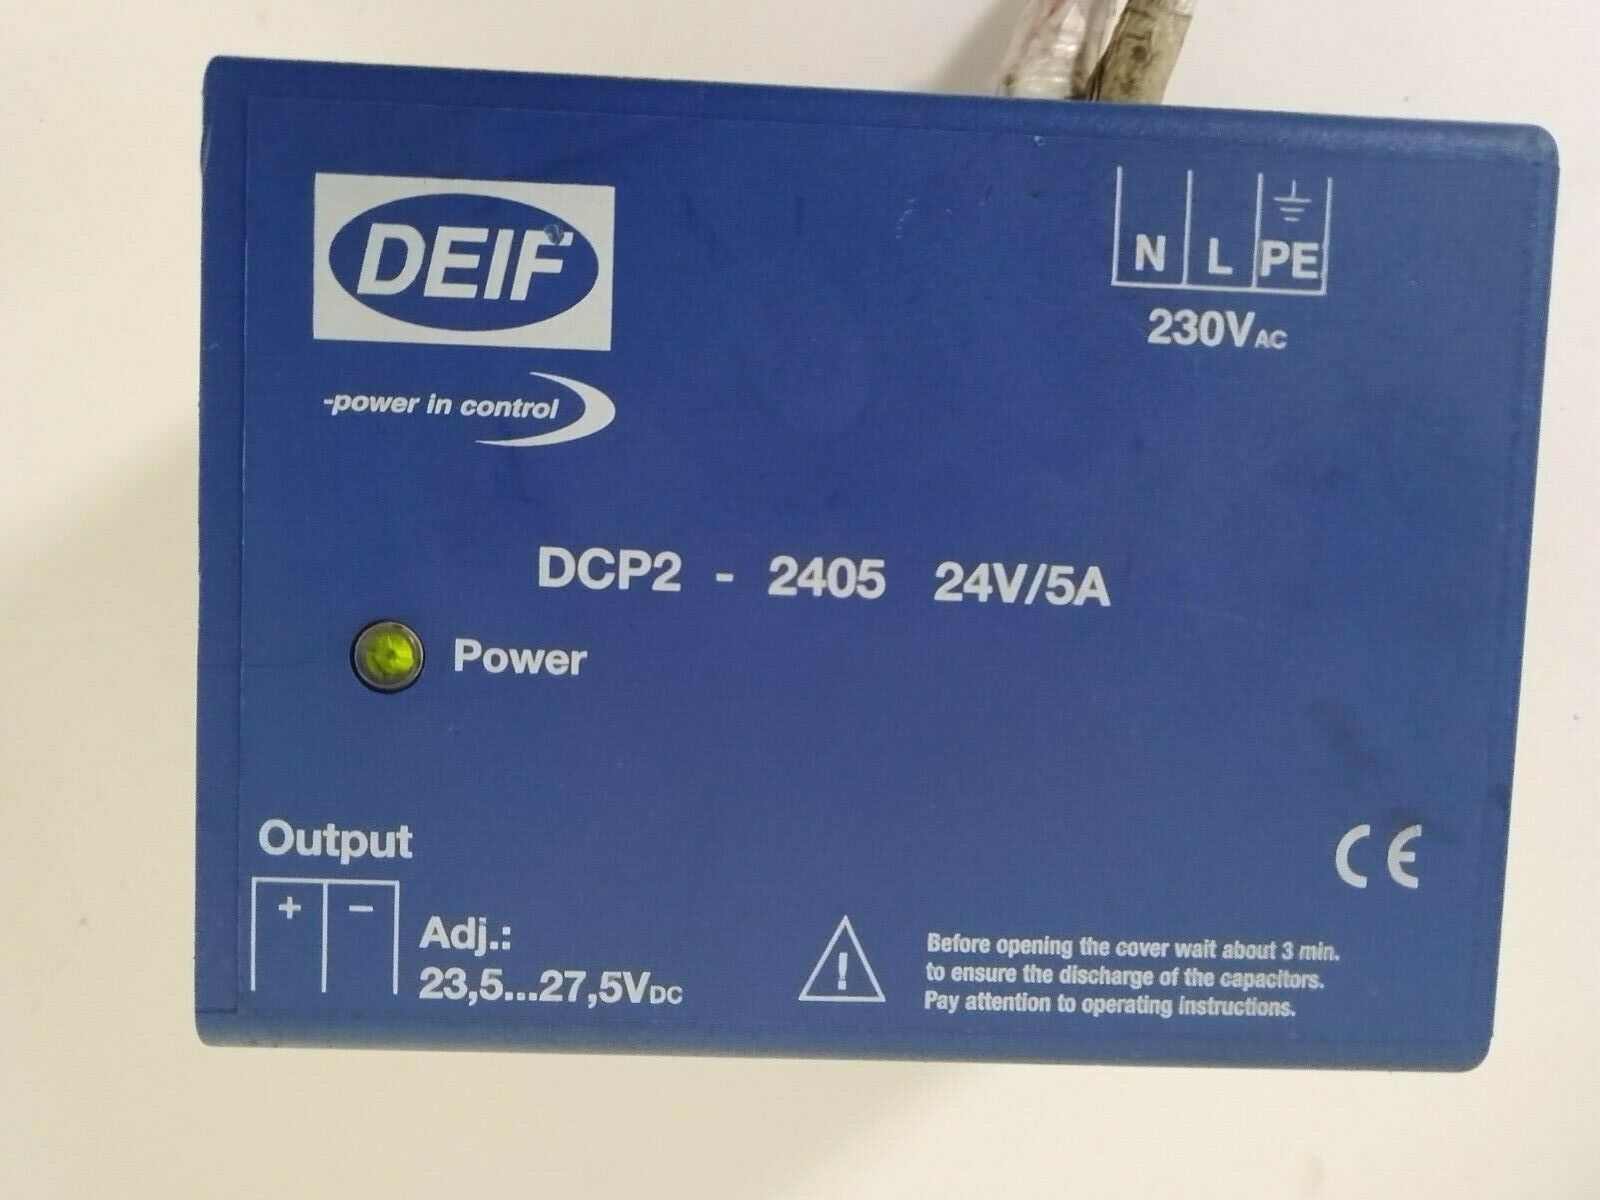 DEIF
-power in control
N L PE
230VAC
DCP2 - 2405 24V/5A
Power
Output
+ −
Adj.:
23,5...27,5VDC
CE
!
Before opening the cover wait about 3 min.
to ensure the discharge of the capacitors.
Pay attention to operating instructions.